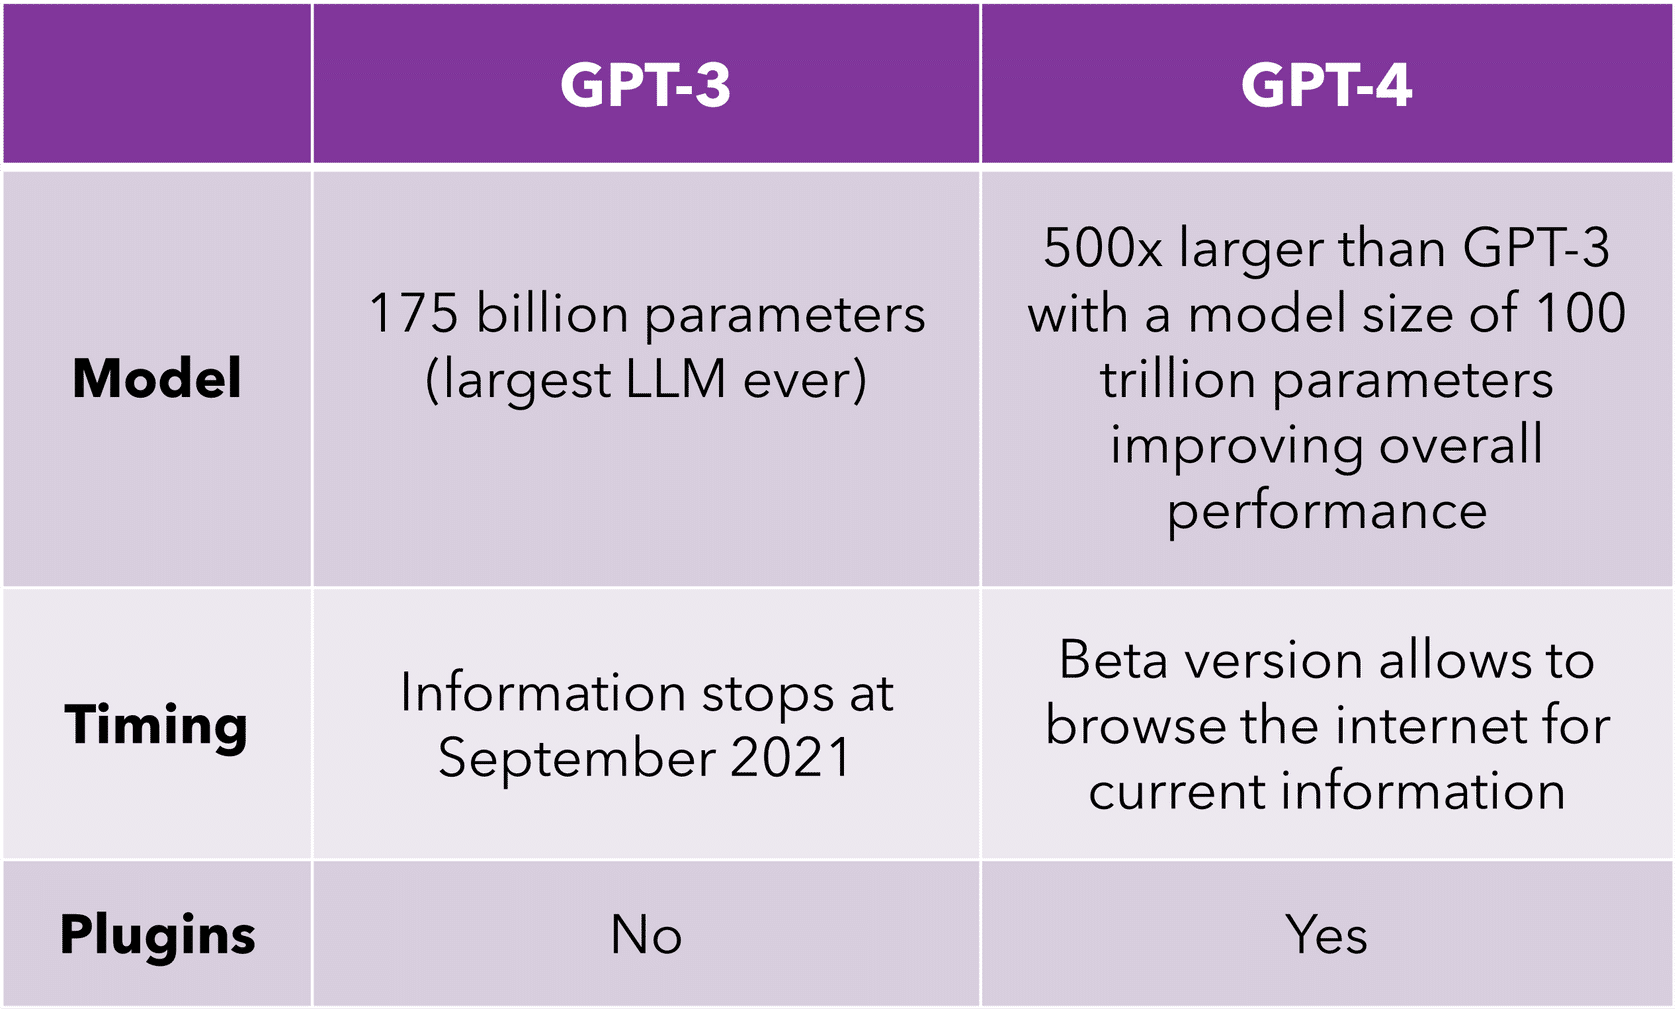 GPT-3
GPT-4
Model
175 billion parameters
(largest LLM ever)
500x larger than GPT-3
with a model size of 100
trillion parameters
improving overall
performance
Timing
Information stops at
September 2021
Beta version allows to
browse the internet for
current information
Plugins
No
Yes